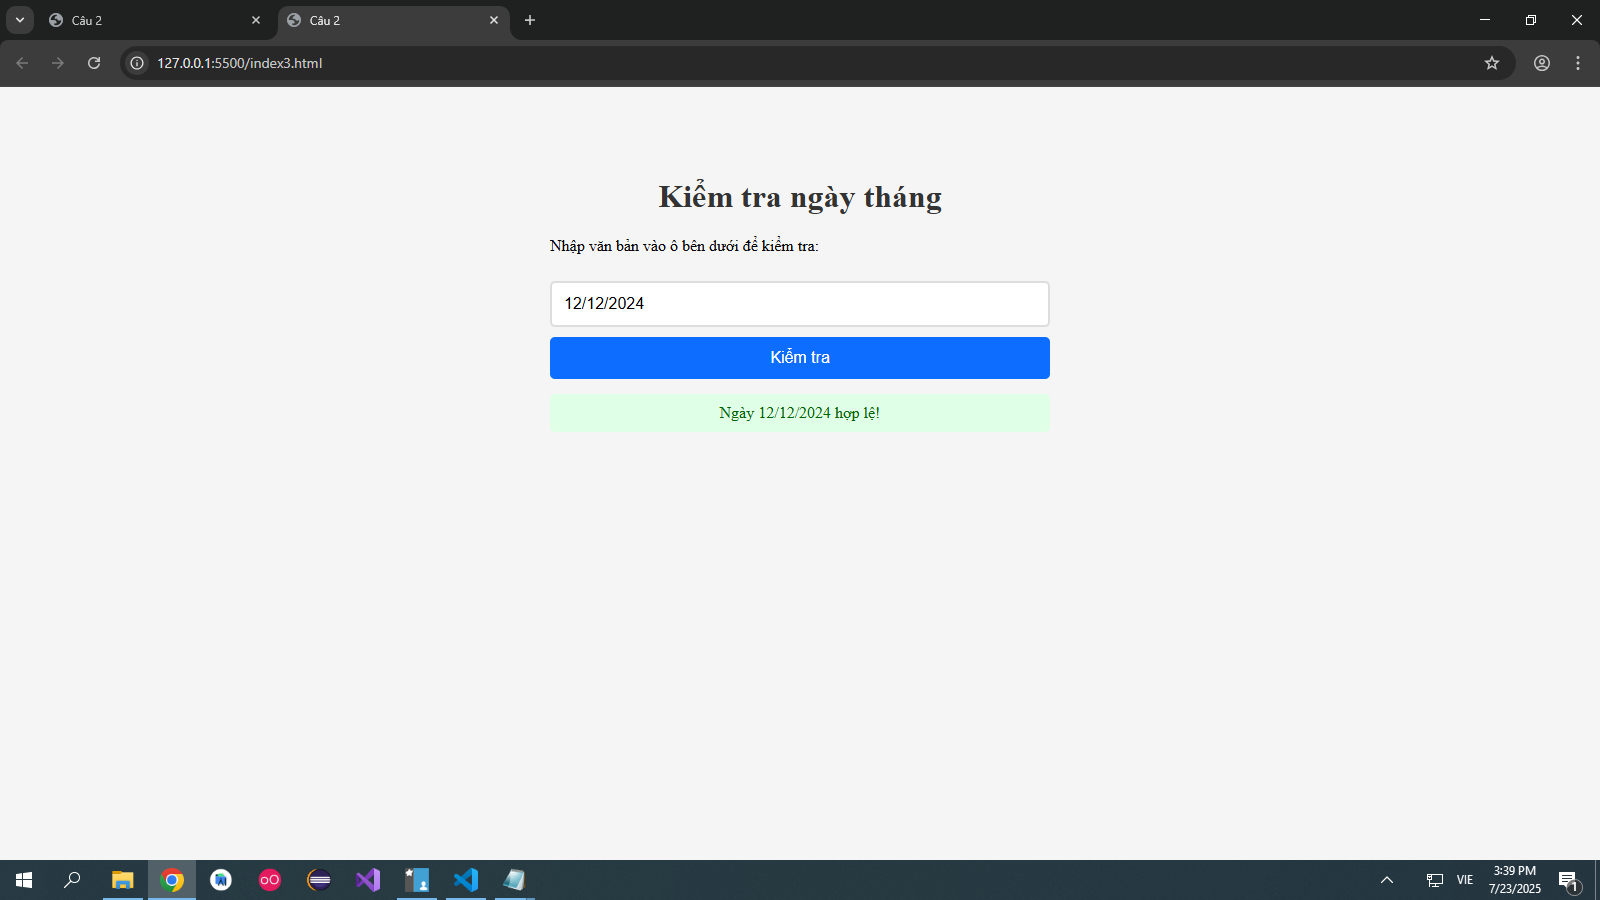 Câu 2
Câu 2
127.0.0.1:5500/index3.html
Kiểm tra ngày tháng
Nhập văn bản vào ô bên dưới để kiểm tra:
12/12/2024
Kiểm tra
Ngày 12/12/2024 hợp lệ!
VIE
3:39 PM
7/23/2025
1